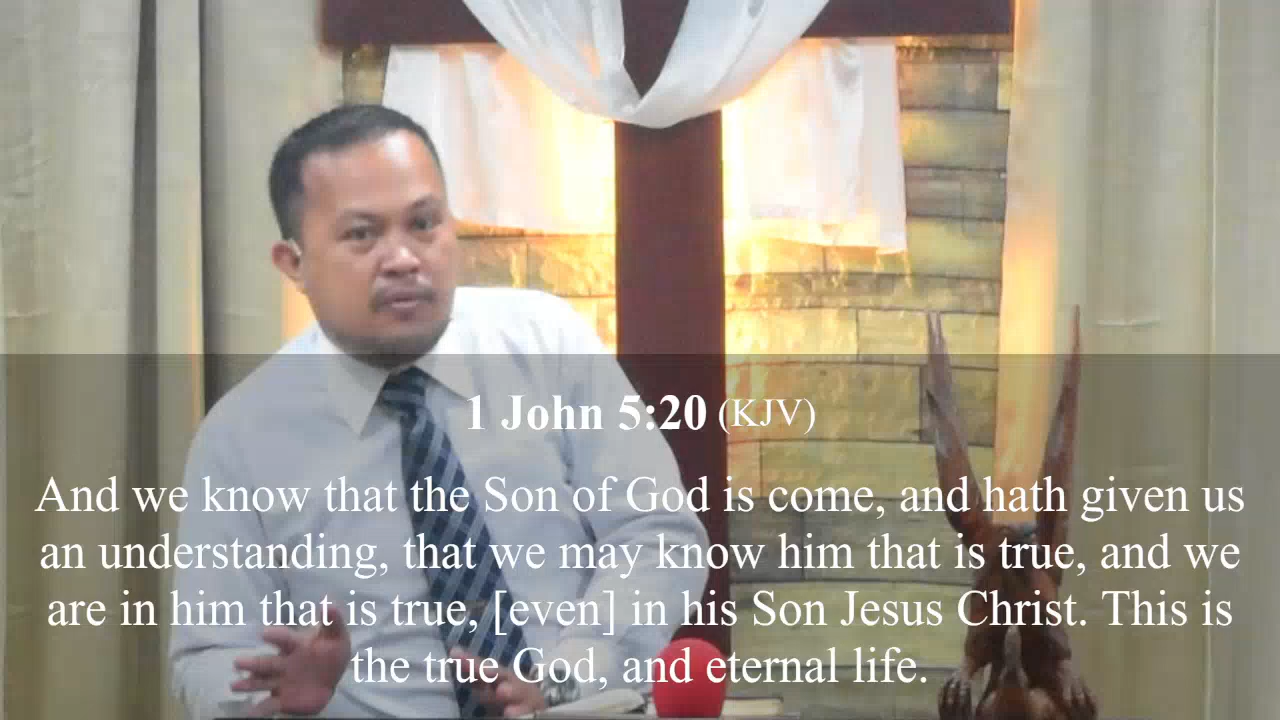 1 John 5:20 (KJV)
And we know that the Son of God is come, and hath given us
an understanding, that we may know him that is true, and we
are in him that is true, [even] in his Son Jesus Christ. This is
the true God, and eternal life.